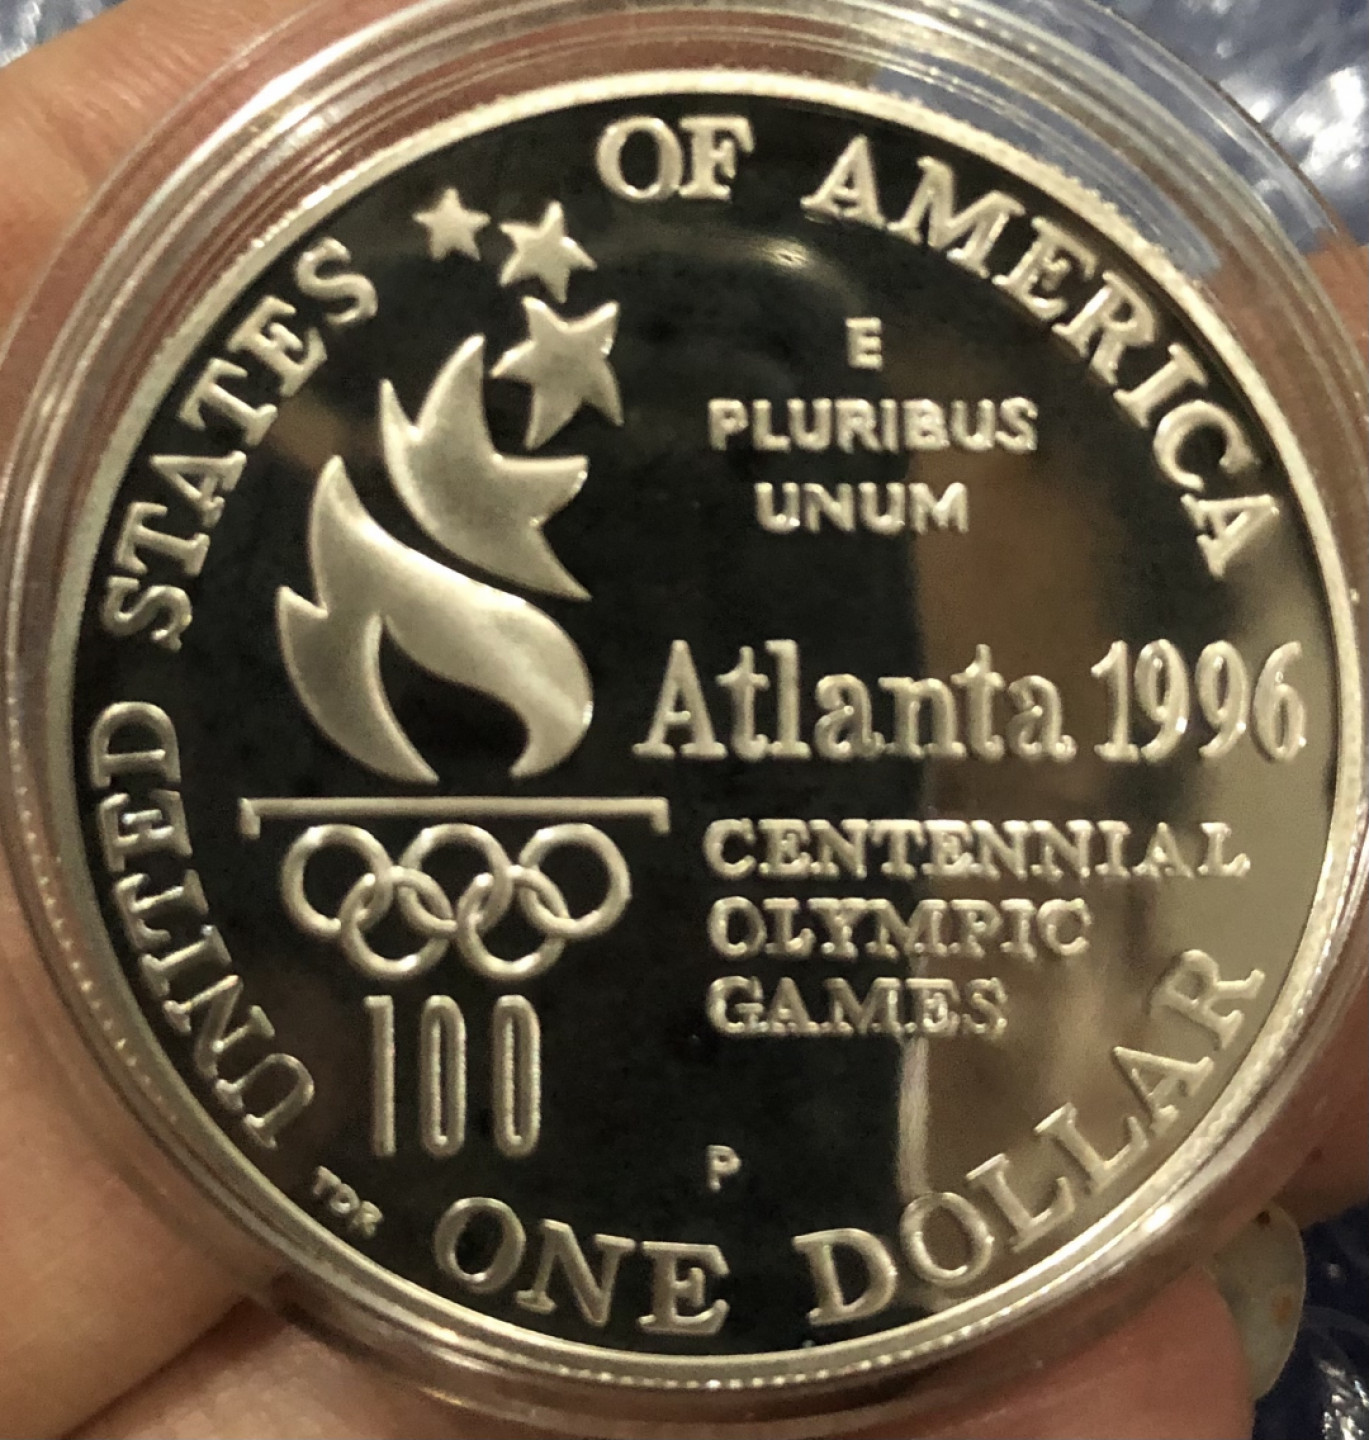 UNITED STATES OF AMERICA
E
PLURIBUS
UNUM
Atlanta 1996
CENTENNIAL
OLYMPIC
GAMES
100
P
TDR
ONE DOLLAR